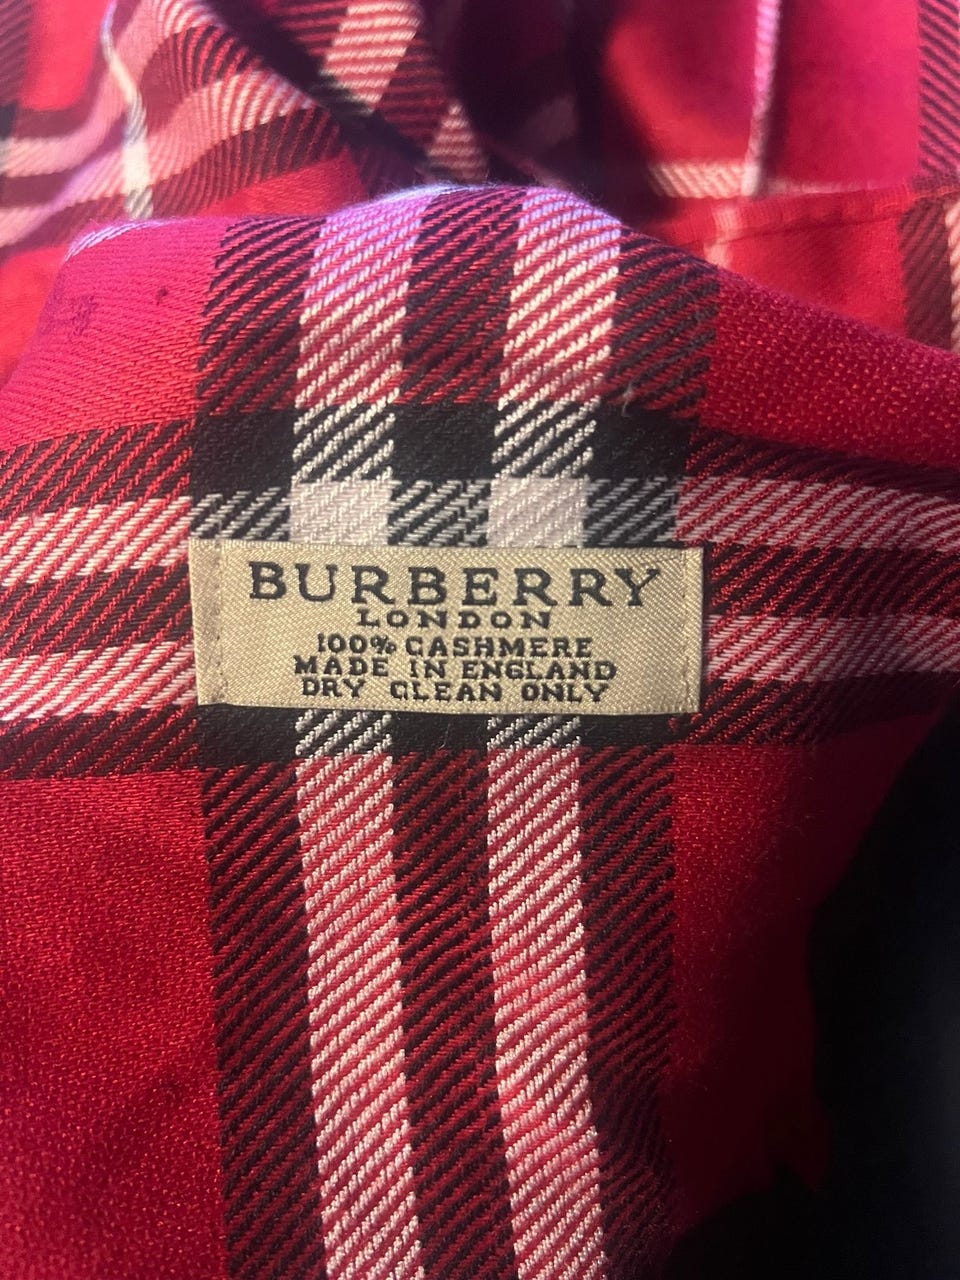 BURBERRY
LONDON
100% CASHMERE
MADE IN ENGLAND
DRY CLEAN ONLY